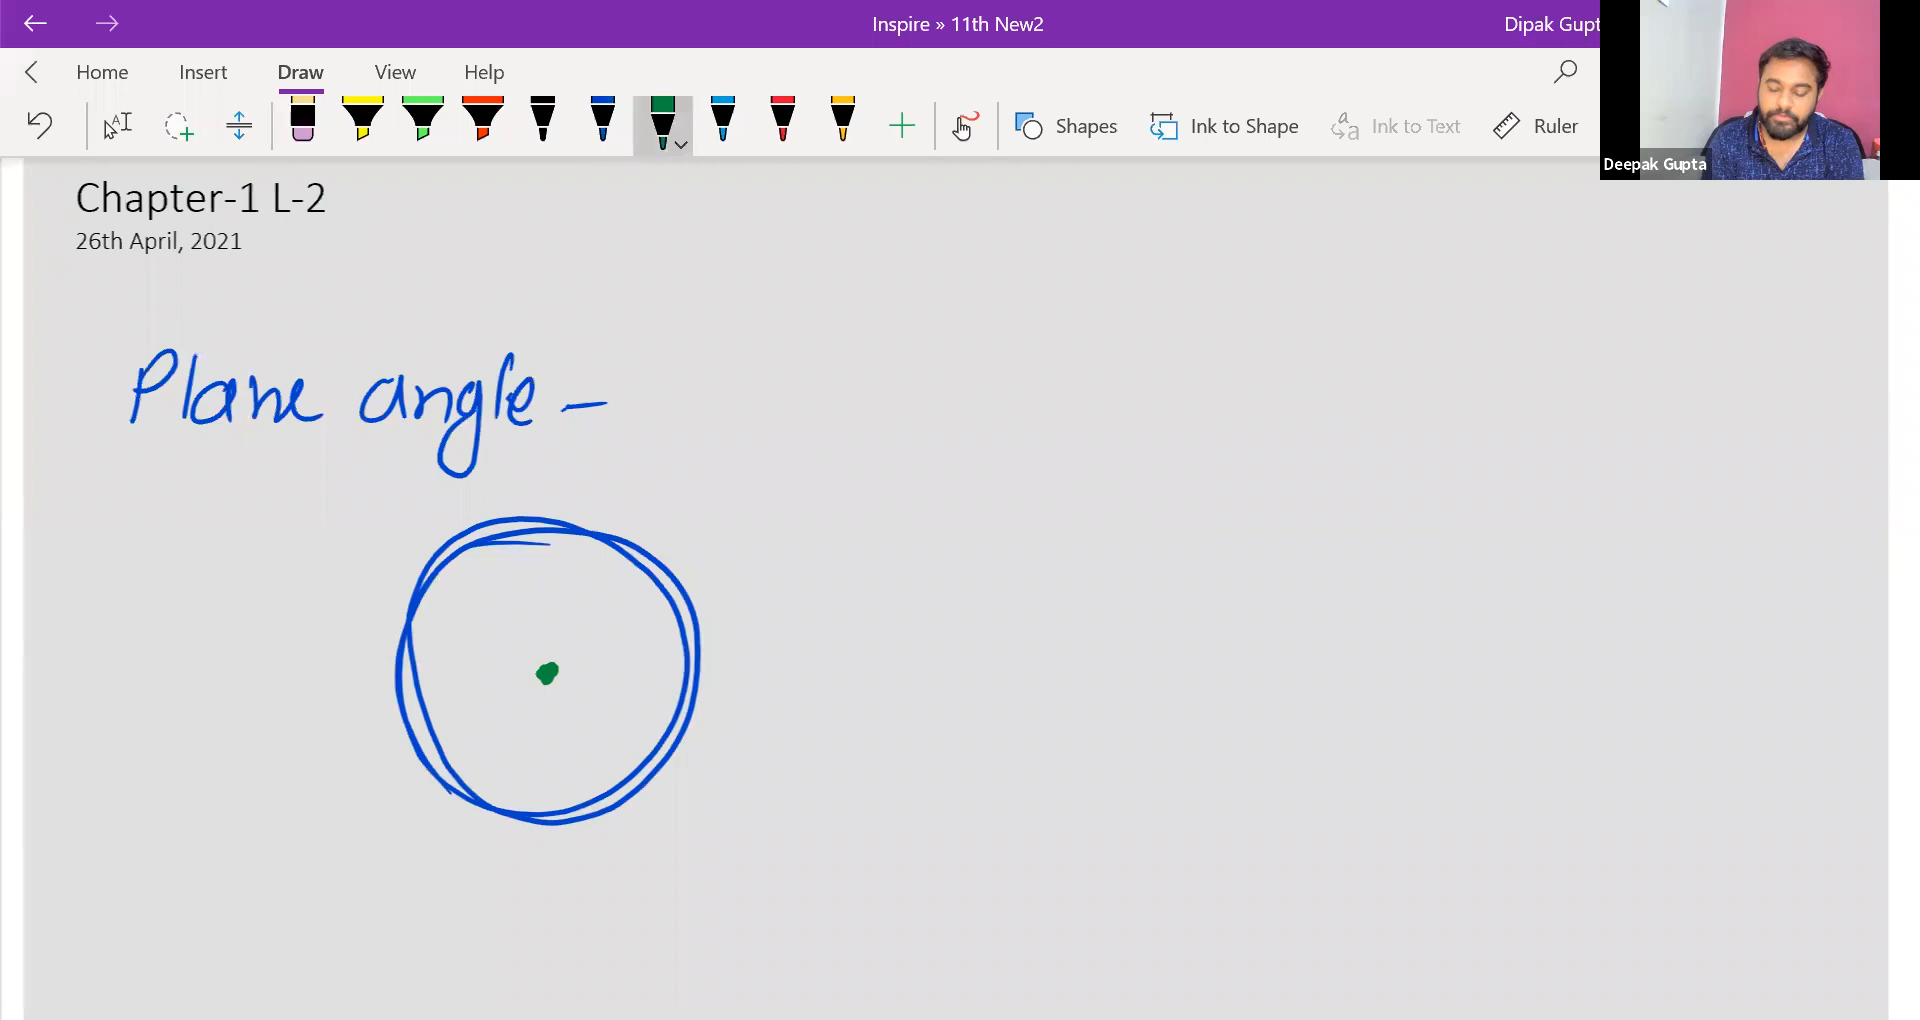 Inspire » 11th New2
Dipak Gupt
Home Insert Draw View Help
Shapes Ink to Shape Ink to Text Ruler
Deepak Gupta
Chapter-1 L-2
26th April, 2021
Plane angle –